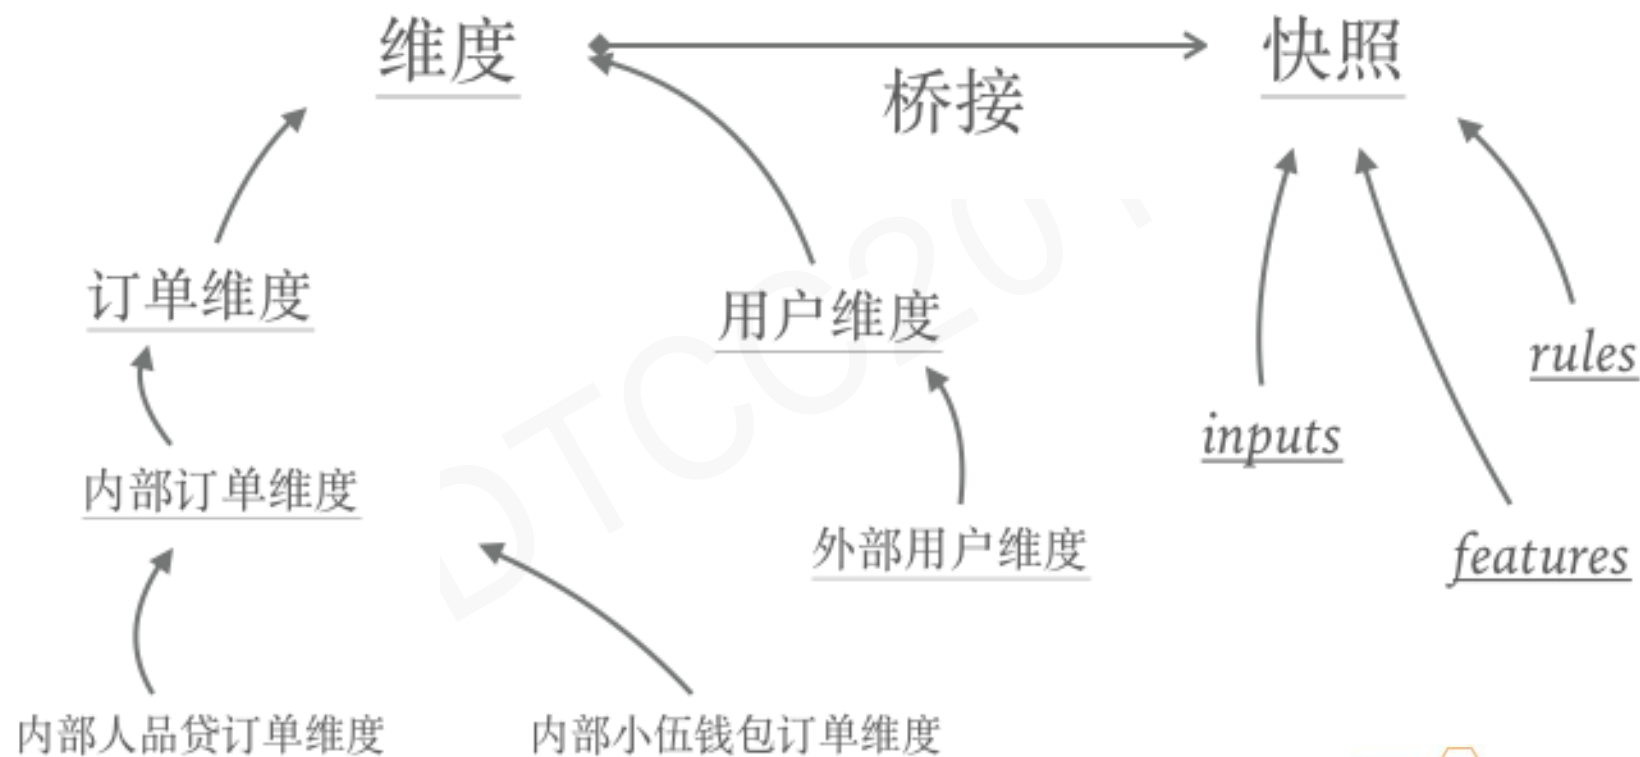 维度
快照
桥接
订单维度
用户维度
rules
inputs
内部订单维度
外部用户维度
features
内部人品贷订单维度
内部小伍钱包订单维度